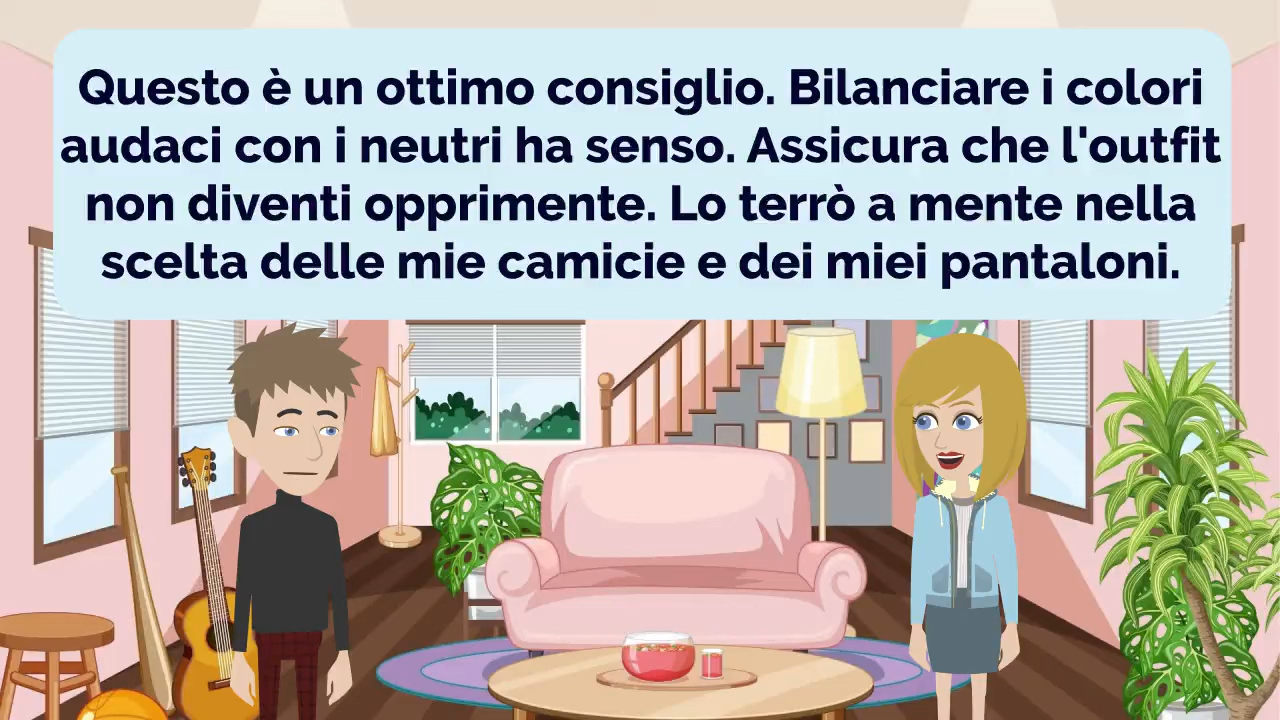 Questo è un ottimo consiglio. Bilanciare i colori
audaci con i neutri ha senso. Assicura che l'outfit
non diventi opprimente. Lo terrò a mente nella
scelta delle mie camicie e dei miei pantaloni.